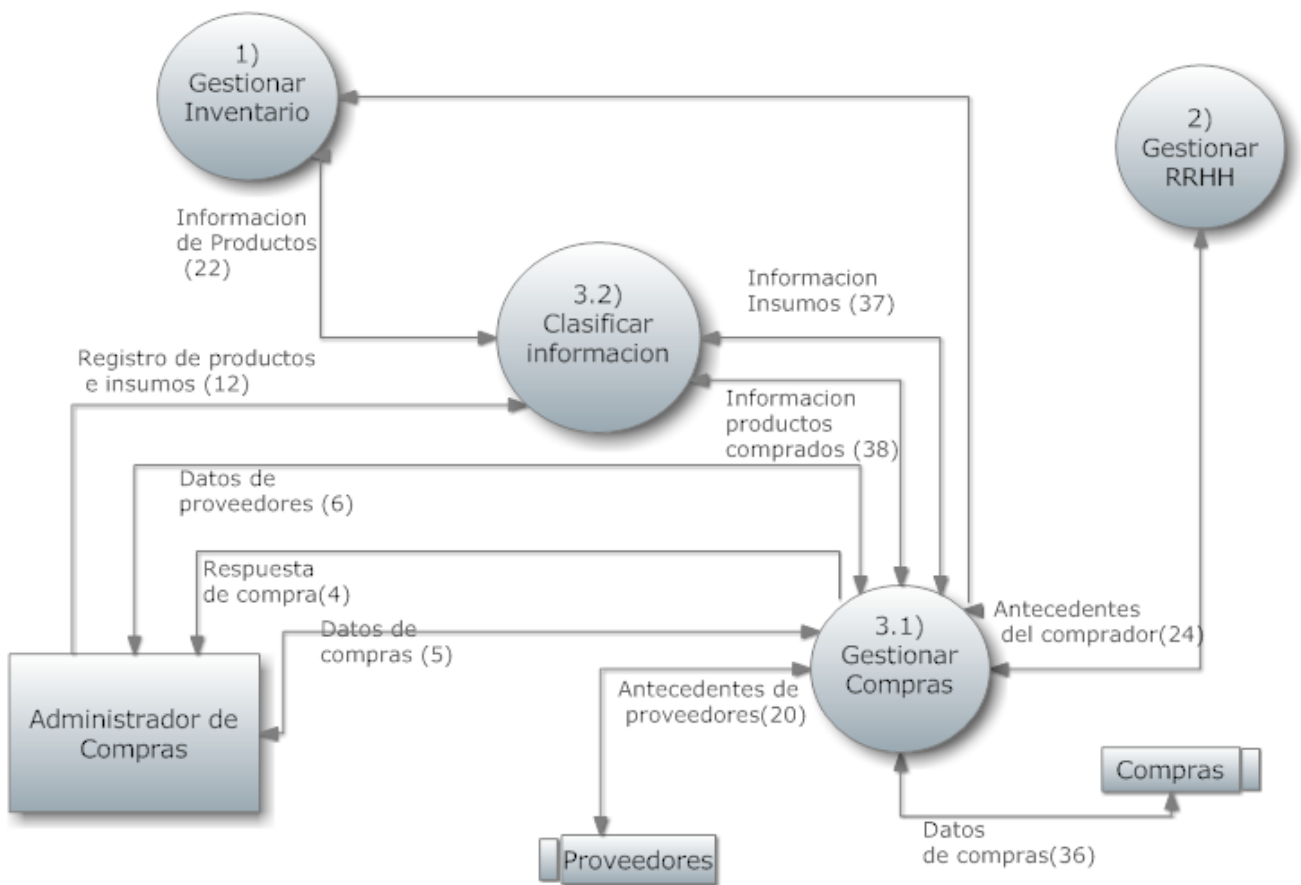 1)
Gestionar
Inventario
2)
Gestionar
RRHH
Informacion
de Productos
(22)
3.2)
Clasificar
informacion
Informacion
Insumos (37)
Registro de productos
e insumos (12)
Informacion
productos
comprados (38)
Datos de
proveedores (6)
Respuesta
de compra(4)
Datos de
compras (5)
3.1)
Gestionar
Compras
Antecedentes
del comprador(24)
Antecedentes de
proveedores(20)
Administrador de
Compras
Compras
Datos
de compras(36)
Proveedores